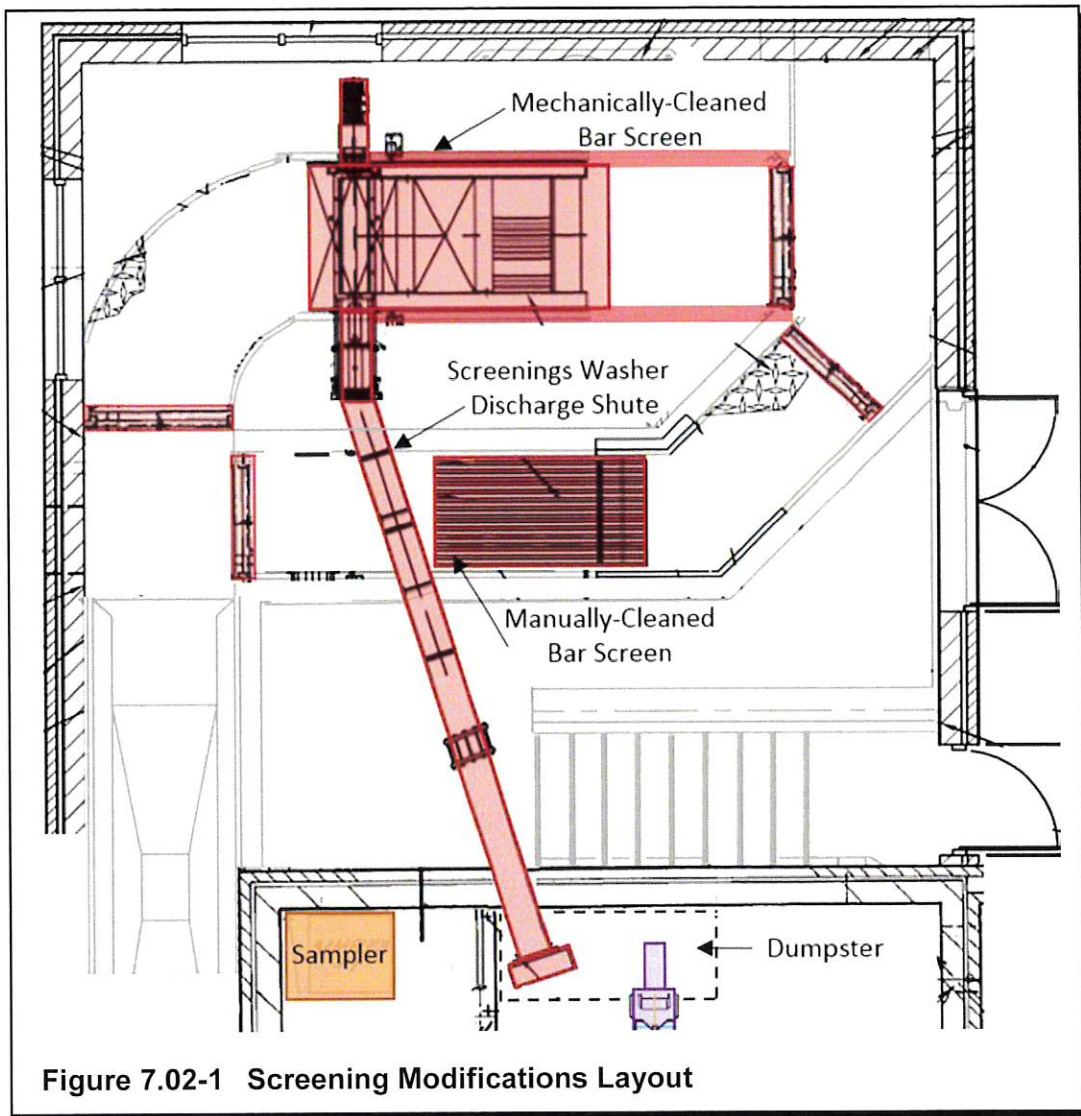 Mechanically-Cleaned
Bar Screen
Screenings Washer
Discharge Shute
Manually-Cleaned
Bar Screen
Sampler
Dumpster
Figure 7.02-1 Screening Modifications Layout